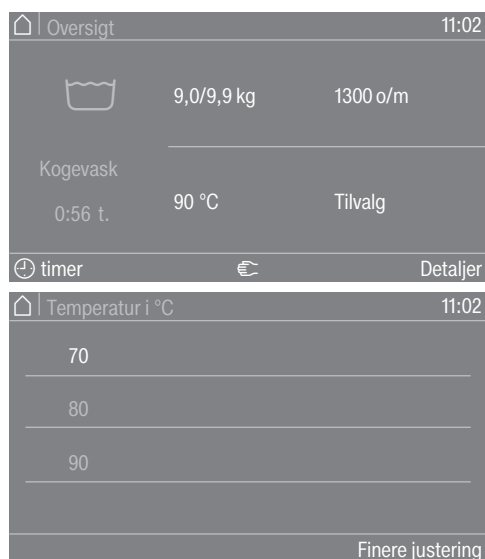 Oversigt 11:02
9,0/9,9 kg 1300 o/m
Kogevask
0:56 t.
90 °C Tilvalg
timer Detaljer
Temperatur i °C 11:02
70
80
90
Finere justering